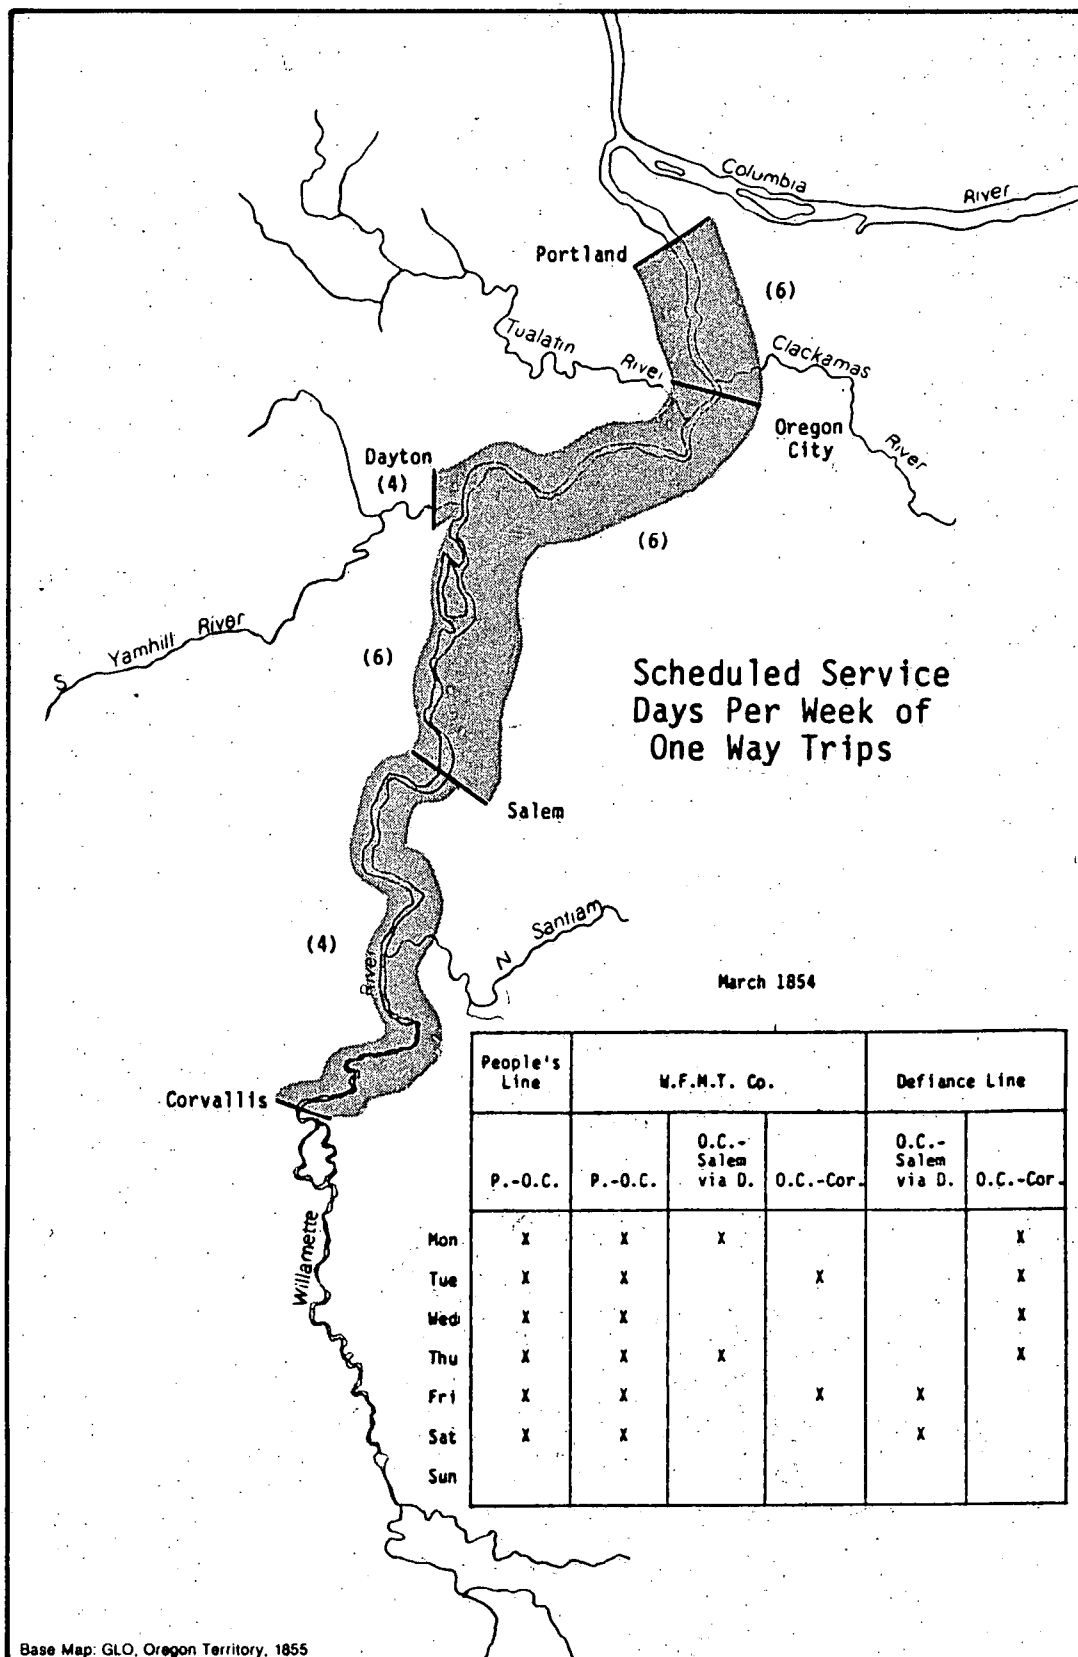 Columbia
River
Portland
(6)
Tualatin
River
Clackamas
River
Oregon
City
Dayton
(4)
(6)
S Yamhill River
(6)
Scheduled Service
Days Per Week of
One Way Trips
Salem
N Santiam
(4)
River
March 1854
Corvallis
Willamette
People's
Line
W.F.M.T. Co.
Defiance Line
P.-O.C.
P.-O.C.
O.C.-
Salem
via D.
O.C.-Cor.
O.C.-
Salem
via D.
O.C.-Cor.
Mon X X X X
Tue X X X X
Wed X X X
Thu X X X X
Fri X X X X
Sat X X X
Sun
Base Map: GLO, Oregon Territory, 1855